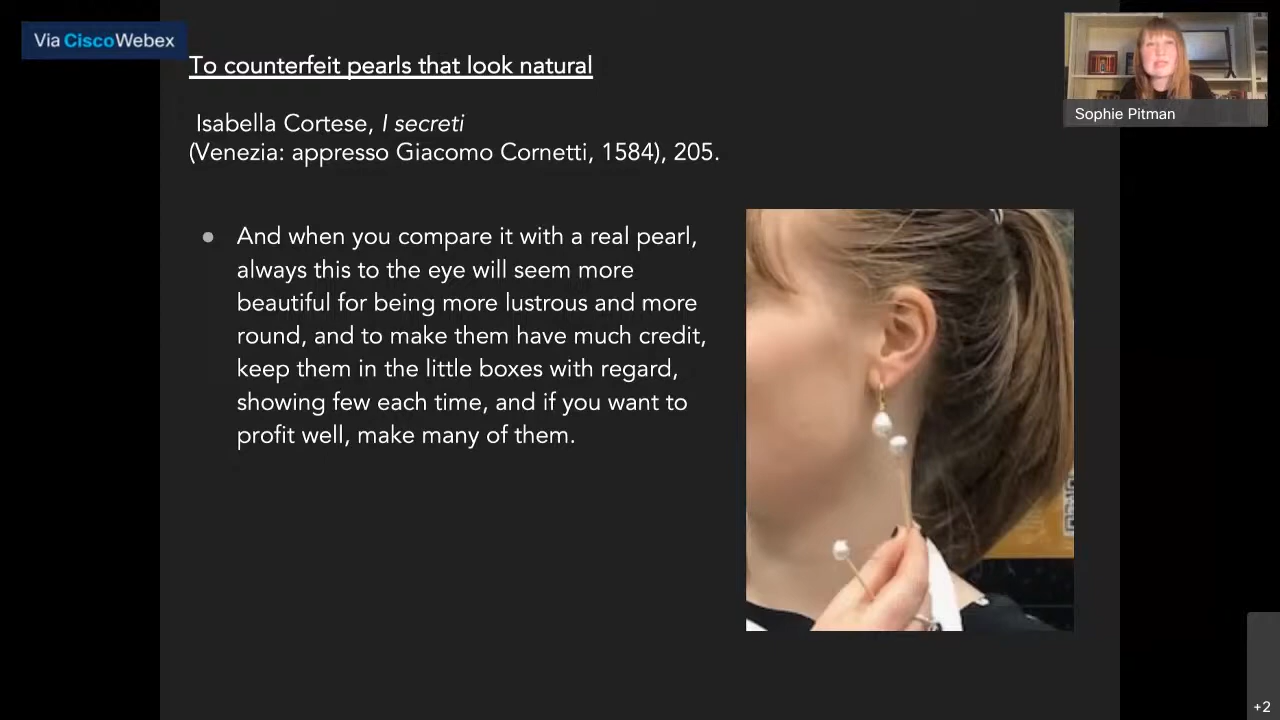 Via CiscoWebex
To counterfeit pearls that look natural
Isabella Cortese, I secreti
(Venezia: appresso Giacomo Cornetti, 1584), 205.
● And when you compare it with a real pearl,
always this to the eye will seem more
beautiful for being more lustrous and more
round, and to make them have much credit,
keep them in the little boxes with regard,
showing few each time, and if you want to
profit well, make many of them.
Sophie Pitman
+2